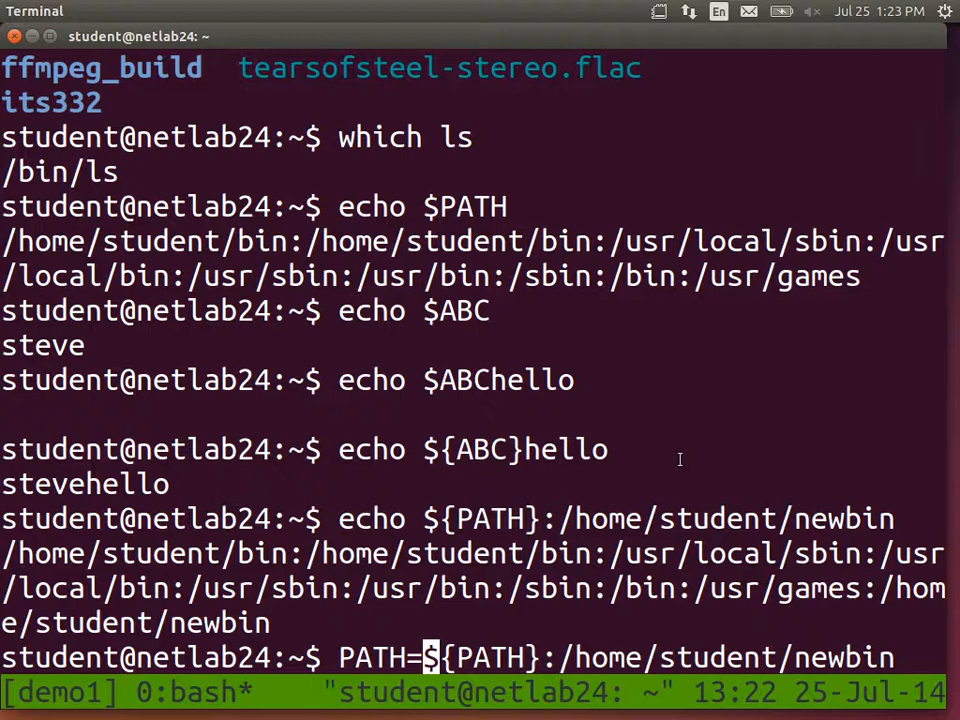 Terminal
En
Jul 25 1:23 PM
student@netlab24: ~
ffmpeg_build tearsofsteel-stereo.flac
its332
student@netlab24:~$ which ls
/bin/ls
student@netlab24:~$ echo $PATH
/home/student/bin:/home/student/bin:/usr/local/sbin:/usr
/local/bin:/usr/sbin:/usr/bin:/sbin:/bin:/usr/games
student@netlab24:~$ echo $ABC
steve
student@netlab24:~$ echo $ABChello
student@netlab24:~$ echo ${ABC}hello
stevehello
student@netlab24:~$ echo ${PATH}:/home/student/newbin
/home/student/bin:/home/student/bin:/usr/local/sbin:/usr
/local/bin:/usr/sbin:/usr/bin:/sbin:/bin:/usr/games:/hom
e/student/newbin
student@netlab24:~$ PATH=${PATH}:/home/student/newbin
[demo1] 0:bash* "student@netlab24: ~" 13:22 25-Jul-14